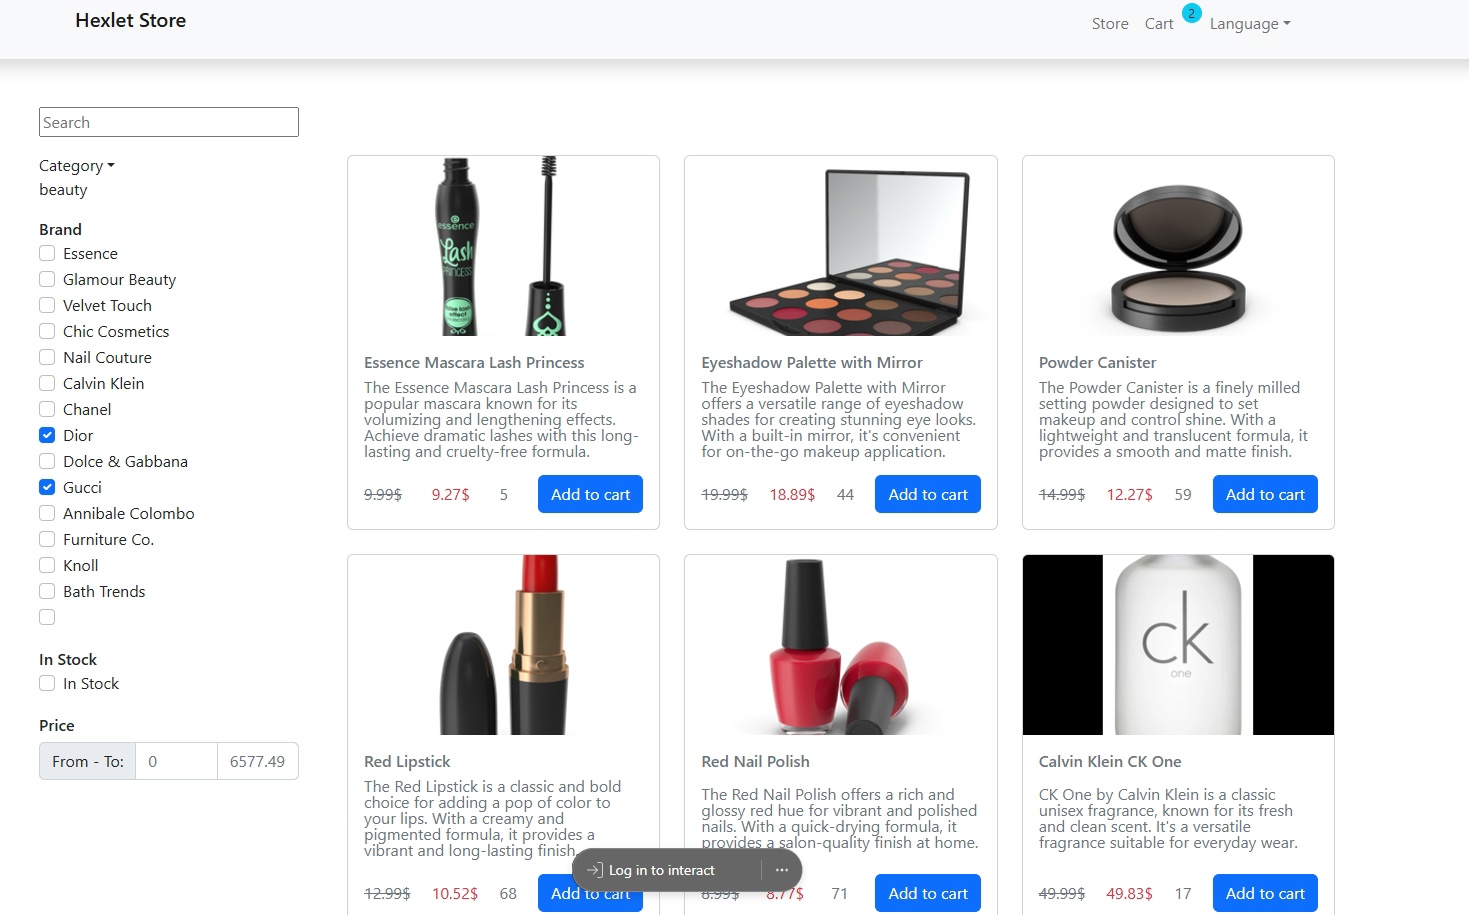 Hexlet Store
Store
Cart
2
Language
Search
Category
beauty
Brand
Essence
Glamour Beauty
Velvet Touch
Chic Cosmetics
Nail Couture
Calvin Klein
Chanel
Dior
Dolce & Gabbana
Gucci
Annibale Colombo
Furniture Co.
Knoll
Bath Trends
In Stock
In Stock
Price
From - To:
0
6577.49
essence
Lash
PRINCESS
effect
Essence Mascara Lash Princess
The Essence Mascara Lash Princess is a
popular mascara known for its
volumizing and lengthening effects.
Achieve dramatic lashes with this long-
lasting and cruelty-free formula.
9.99$ 9.27$ 5 Add to cart
Eyeshadow Palette with Mirror
The Eyeshadow Palette with Mirror
offers a versatile range of eyeshadow
shades for creating stunning eye looks.
With a built-in mirror, it's convenient
for on-the-go makeup application.
19.99$ 18.89$ 44 Add to cart
Powder Canister
The Powder Canister is a finely milled
setting powder designed to set
makeup and control shine. With a
lightweight and translucent formula, it
provides a smooth and matte finish.
14.99$ 12.27$ 59 Add to cart
Red Lipstick
The Red Lipstick is a classic and bold
choice for adding a pop of color to
your lips. With a creamy and
pigmented formula, it provides a
vibrant and long-lasting finish.
12.99$ 10.52$ 68 Add to cart
Red Nail Polish
The Red Nail Polish offers a rich and
glossy red hue for vibrant and polished
nails. With a quick-drying formula, it
provides a salon-quality finish at home.
8.99$ 8.77$ 71 Add to cart
ck
one
Calvin Klein CK One
CK One by Calvin Klein is a classic
unisex fragrance, known for its fresh
and clean scent. It's a versatile
fragrance suitable for everyday wear.
49.99$ 49.83$ 17 Add to cart
Log in to interact